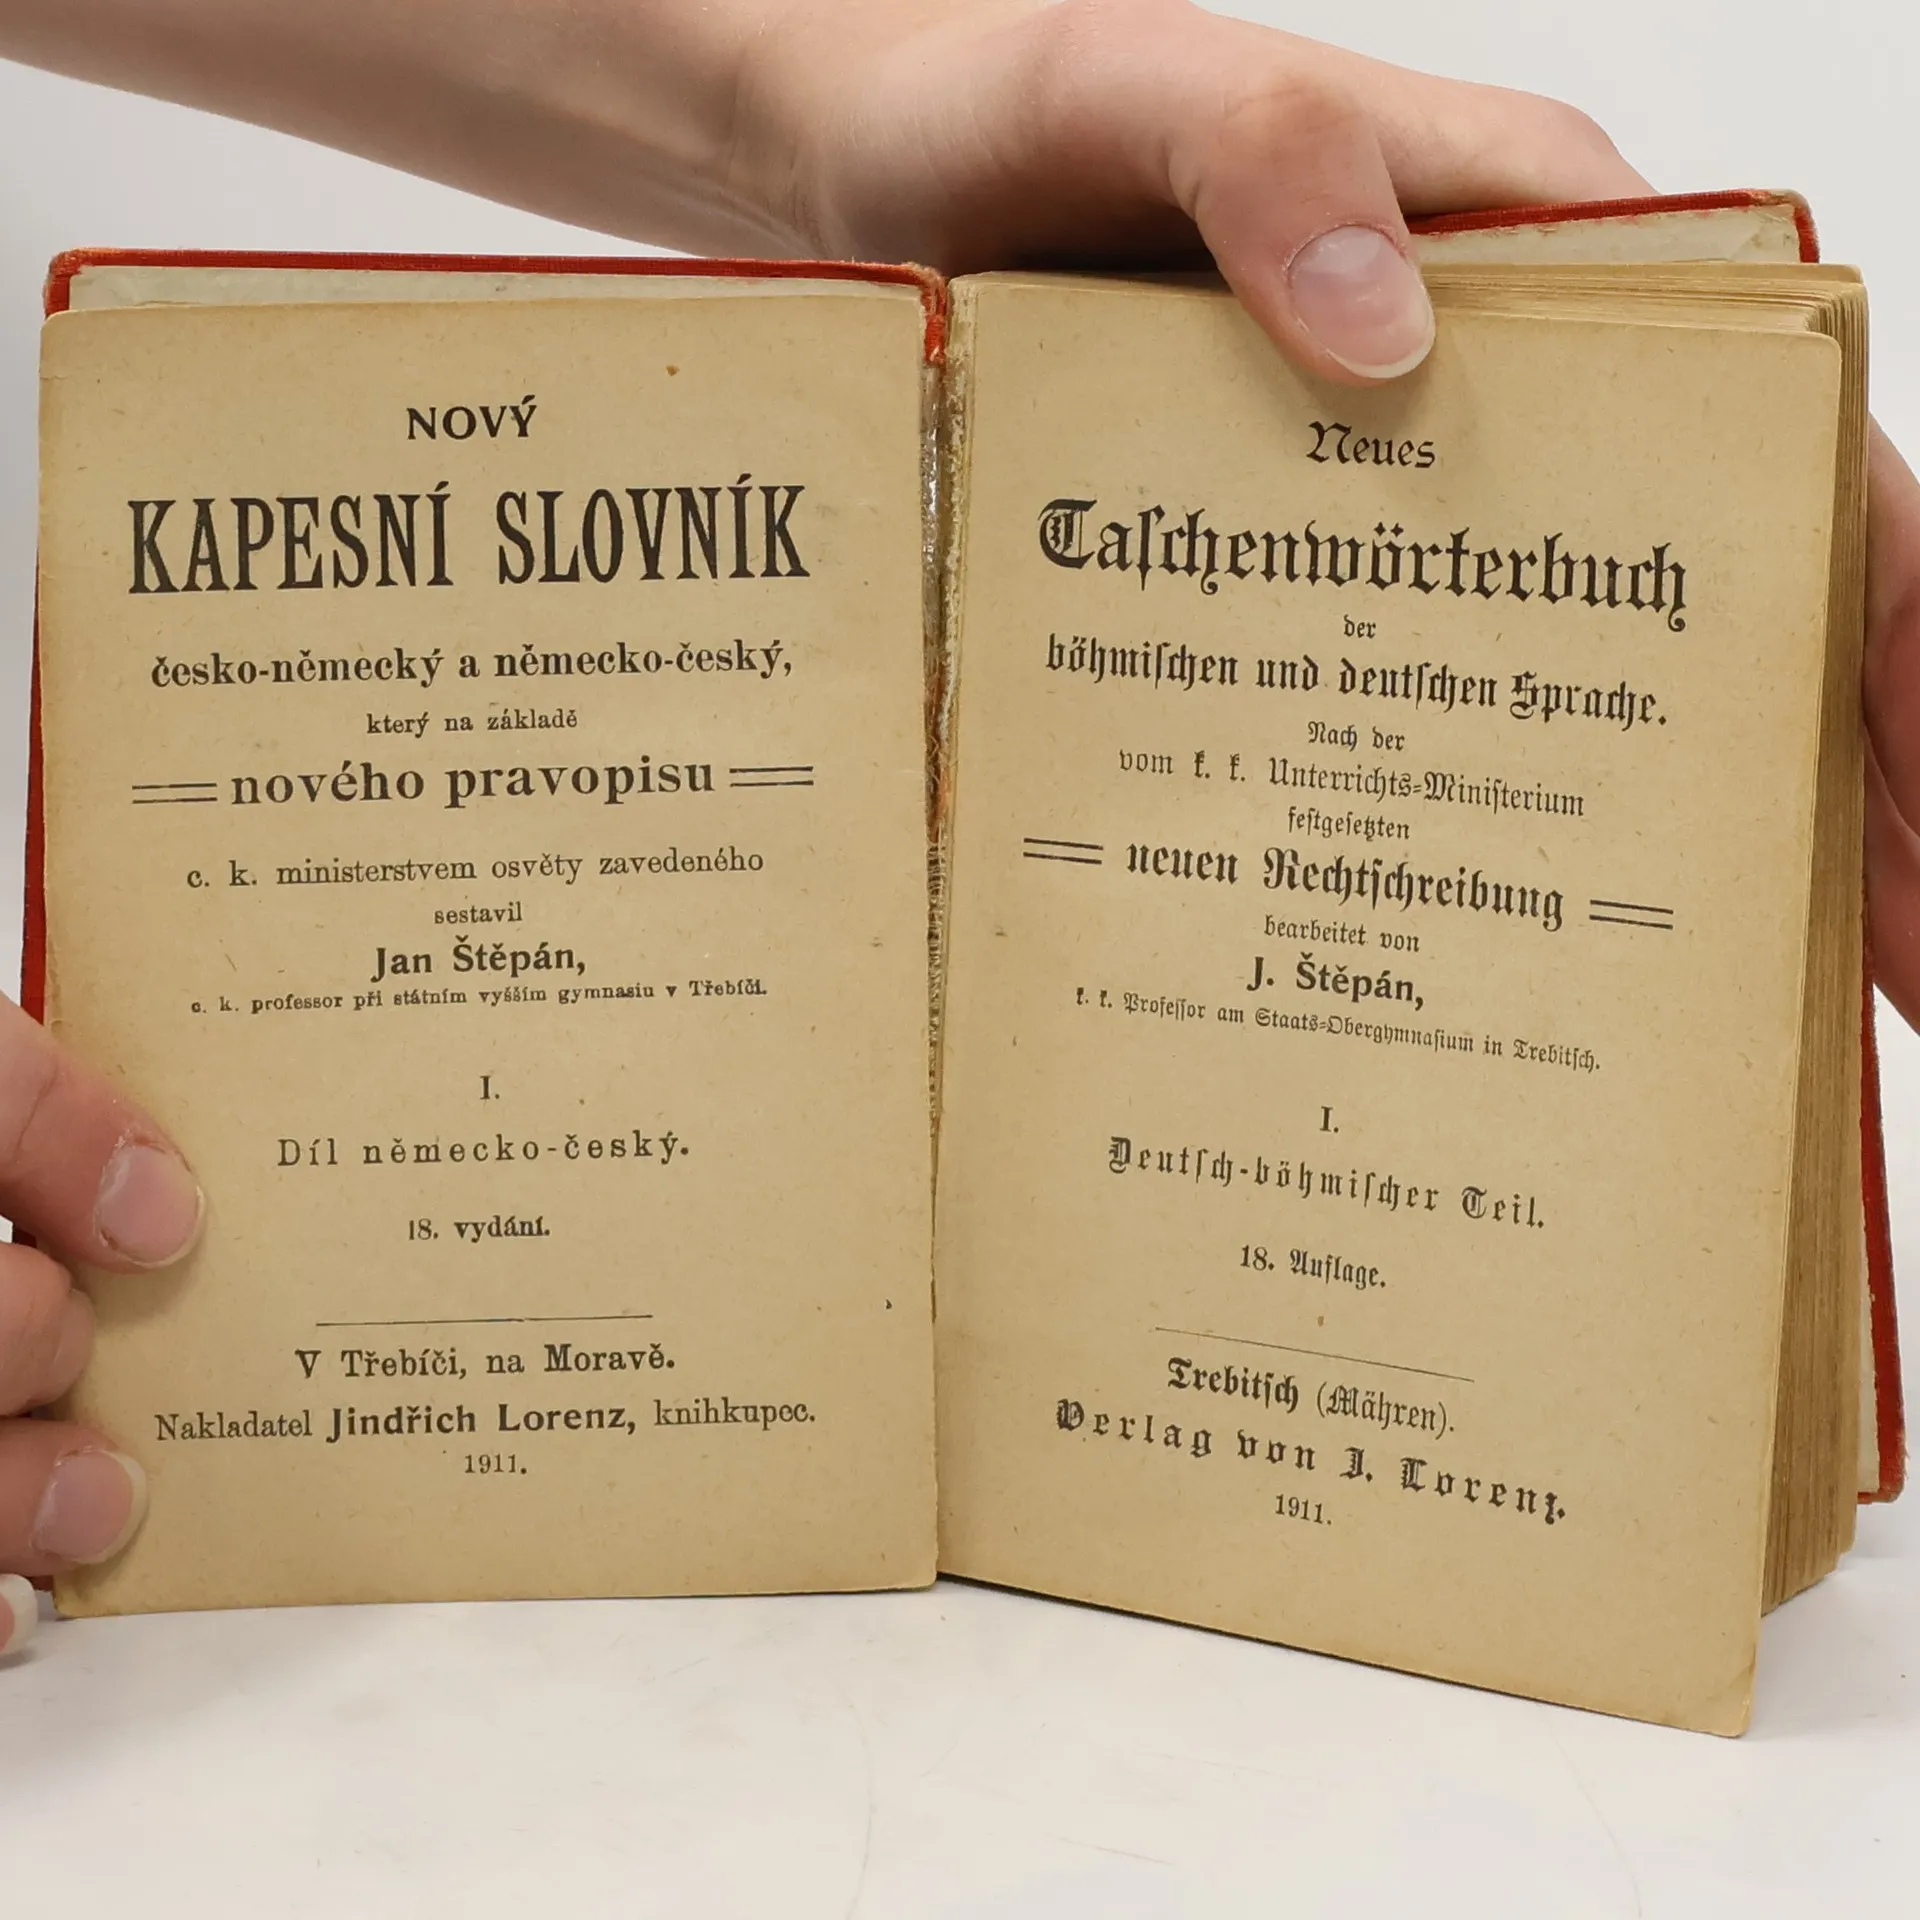 NOVÝ
KAPESNÍ SLOVNÍK
česko-německý a německo-český,
který na základě
nového pravopisu
c. k. ministerstvem osvěty zavedeného
sestavil
Jan Štěpán,
c. k. professor při státním vyšším gymnasiu v Třebíči.
I.
Díl německo-český.
18. vydání.
V Třebíči, na Moravě.
Nakladatel Jindřich Lorenz, knihkupec.
1911.
Neues
Taſchenwörterbuch
der
böhmiſchen und deutſchen Sprache.
Nach der
vom k. k. Unterrichts-Miniſterium
feſtgeſetzten
neuen Rechtſchreibung
bearbeitet von
J. Štěpán,
k. k. Profeſſor am Staats-Obergymnaſium in Trebitſch.
I.
Deutſch-böhmiſcher Teil.
18. Auflage.
Trebitſch (Mähren).
Verlag von J. Lorenz.
1911.